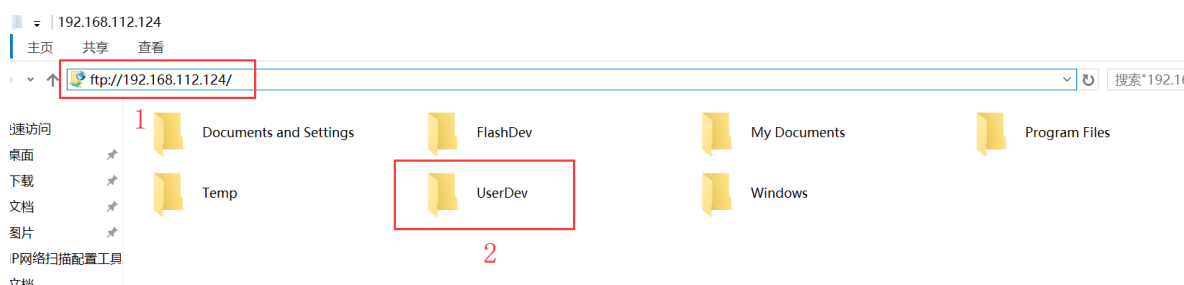 192.168.112.124
主页 共享 查看
ftp://192.168.112.124/ 搜索"192.16
1
速访问
Documents and Settings FlashDev My Documents Program Files
桌面
下载
Temp UserDev Windows
文档
图片
2
IP网络扫描配置工具
文档